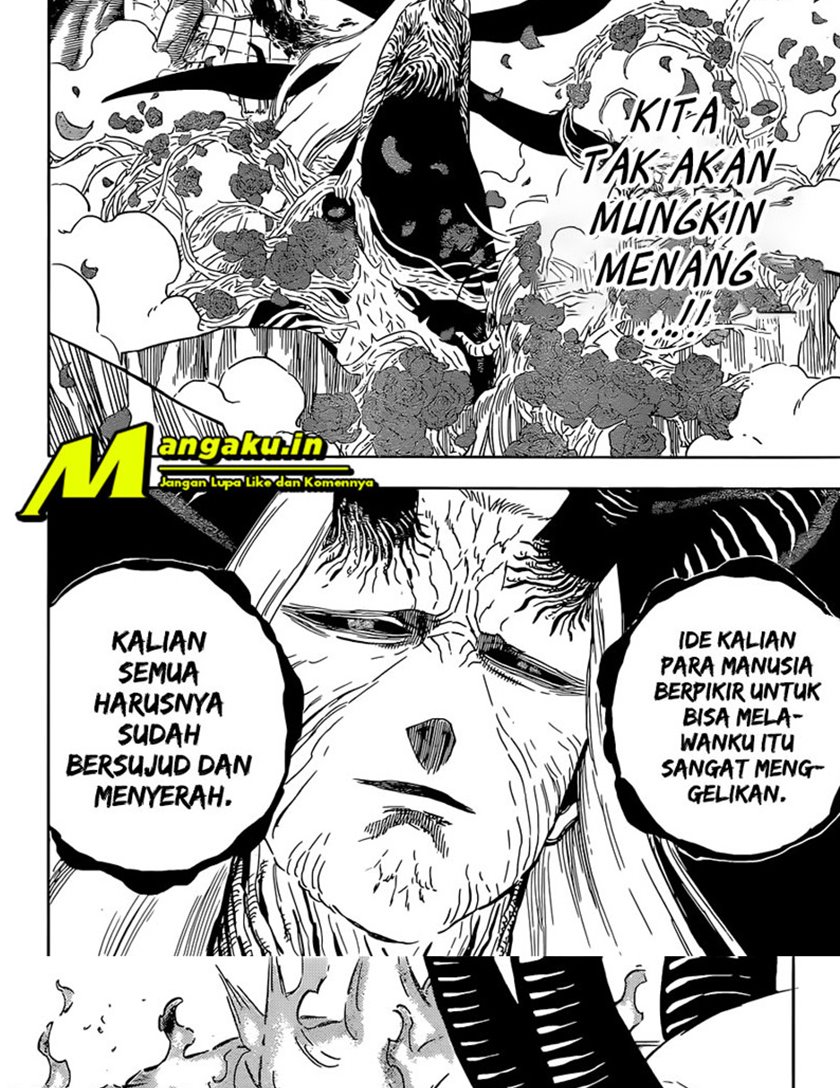 KITA
TAK AKAN
MUNGKIN
MENANG
!!......
Mangaku.in
Jangan Lupa Like dan Komennya
IDE KALIAN
PARA MANUSIA
BERPIKIR UNTUK
BISA MELA-
WANKU ITU
SANGAT MENG-
GELIKAN.
KALIAN
SEMUA
HARUSNYA
SUDAH
BERSUJUD DAN
MENYERAH.